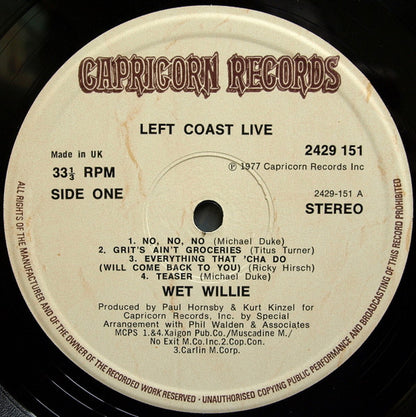 CAPRICORN RECORDS
LEFT COAST LIVE
Made in UK
2429 151
33⅓ RPM
℗ 1977 Capricorn Records Inc
SIDE ONE
2429-151 A
STEREO
1. NO, NO, NO (Michael Duke)
2. GRIT'S AIN'T GROCERIES (Titus Turner)
3. EVERYTHING THAT 'CHA DO
(WILL COME BACK TO YOU) (Ricky Hirsch)
4. TEASER (Michael Duke)
WET WILLIE
Produced by Paul Hornsby & Kurt Kinzel for
Capricorn Records, Inc. by Special
Arrangement with Phil Walden & Associates
MCPS 1.&4.Xaigon Pub.Co./Muscadine M./
No Exit M.Co.Inc.2.Cop.Con.
3.Carlin M.Corp.
ALL RIGHTS OF THE MANUFACTURER AND OF THE OWNER OF THE RECORDED WORK RESERVED · UNAUTHORISED COPYING PUBLIC PERFORMANCE AND BROADCASTING OF THIS RECORD PROHIBITED